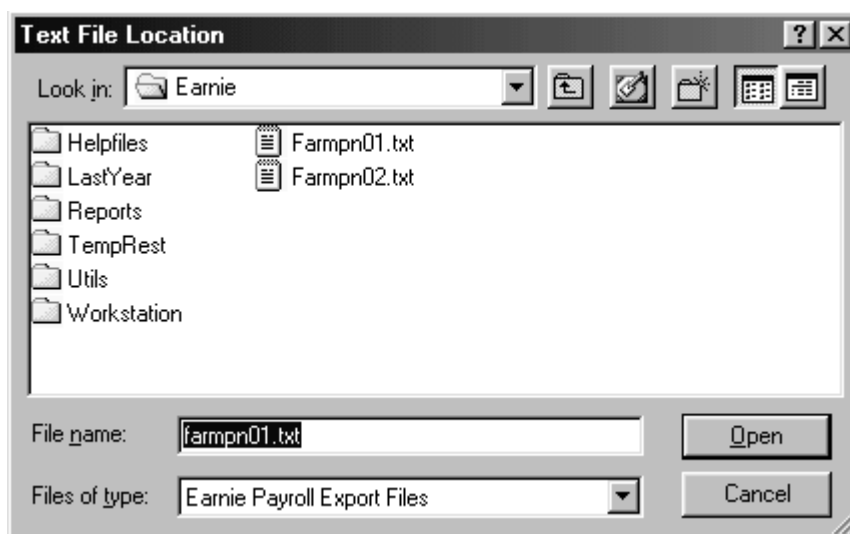 Text File Location
Look in: Earnie
Helpfiles
LastYear
Reports
TempRest
Utils
Workstation
Farmpn01.txt
Farmpn02.txt
File name: farmpn01.txt
Open
Files of type: Earnie Payroll Export Files
Cancel